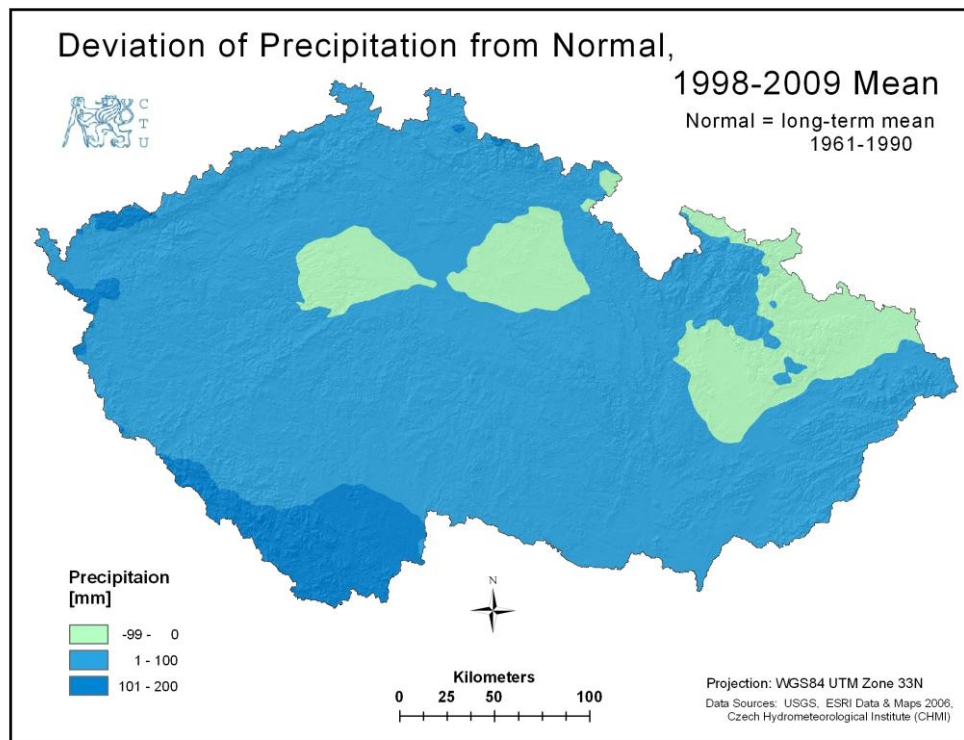 Deviation of Precipitation from Normal,
1998-2009 Mean
Normal = long-term mean
1961-1990
C
T
U
Precipitaion
[mm]
-99 - 0
1 - 100
101 - 200
N
Kilometers
0 25 50 100
Projection: WGS84 UTM Zone 33N
Data Sources: USGS, ESRI Data & Maps 2006,
Czech Hydrometeorological Institute (CHMI)